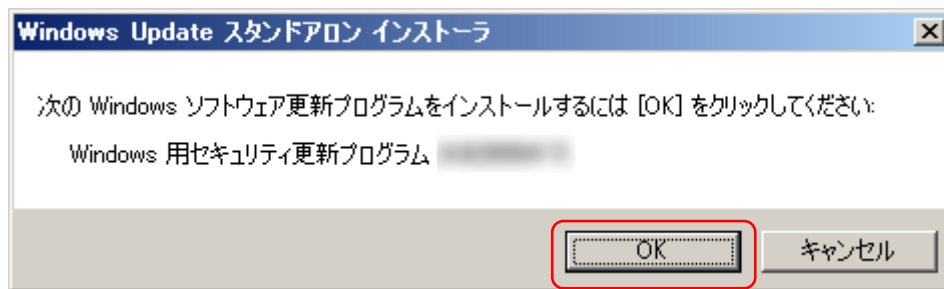 Windows Update スタンドアロン インストーラ
次の Windows ソフトウェア更新プログラムをインストールするには [OK] をクリックしてください:
Windows 用セキュリティ更新プログラム
OK
キャンセル